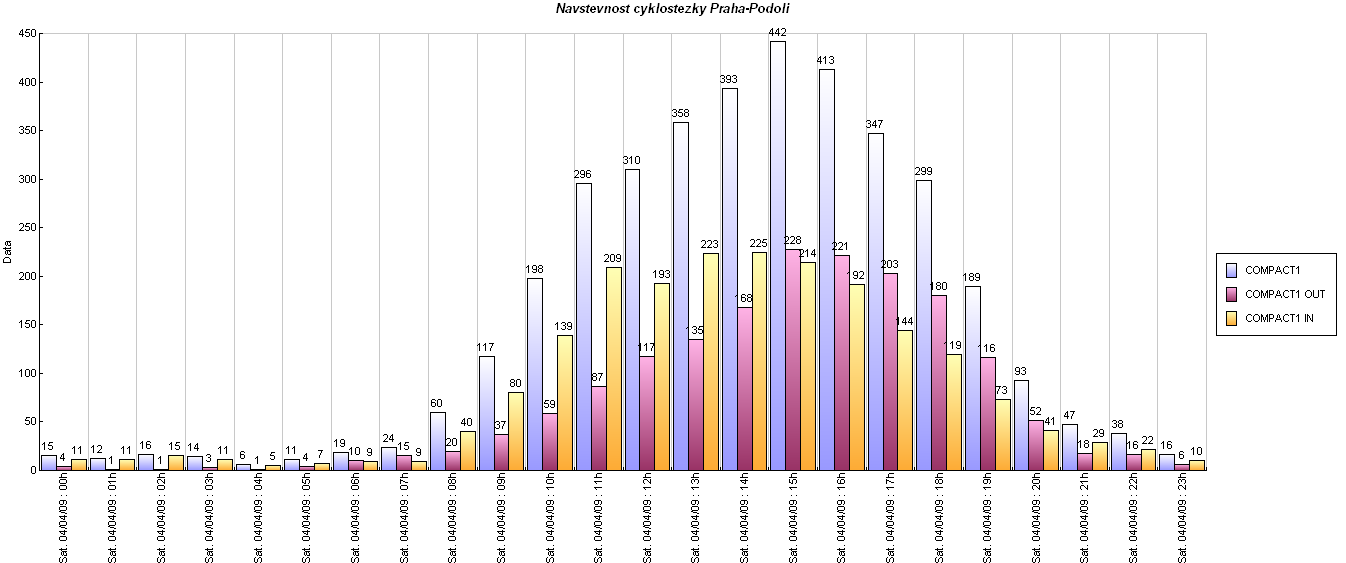 Navstevnost cyklostezky Praha-Podoli
Data
450
400
350
300
250
200
150
100
50
0
15 4 11
12 1 11
16 1 15
14 3 11
6 1 5
11 4 7
19 10 9
24 15 9
60 20 40
117 37 80
198 59 139
296 87 209
310 117 193
358 135 223
393 168 225
442 228 214
413 221 192
347 203 144
299 180 119
189 116 73
93 52 41
47 18 29
38 16 22
16 6 10
Sat. 04/04/09 : 00h
Sat. 04/04/09 : 01h
Sat. 04/04/09 : 02h
Sat. 04/04/09 : 03h
Sat. 04/04/09 : 04h
Sat. 04/04/09 : 05h
Sat. 04/04/09 : 06h
Sat. 04/04/09 : 07h
Sat. 04/04/09 : 08h
Sat. 04/04/09 : 09h
Sat. 04/04/09 : 10h
Sat. 04/04/09 : 11h
Sat. 04/04/09 : 12h
Sat. 04/04/09 : 13h
Sat. 04/04/09 : 14h
Sat. 04/04/09 : 15h
Sat. 04/04/09 : 16h
Sat. 04/04/09 : 17h
Sat. 04/04/09 : 18h
Sat. 04/04/09 : 19h
Sat. 04/04/09 : 20h
Sat. 04/04/09 : 21h
Sat. 04/04/09 : 22h
Sat. 04/04/09 : 23h
COMPACT1
COMPACT1 OUT
COMPACT1 IN